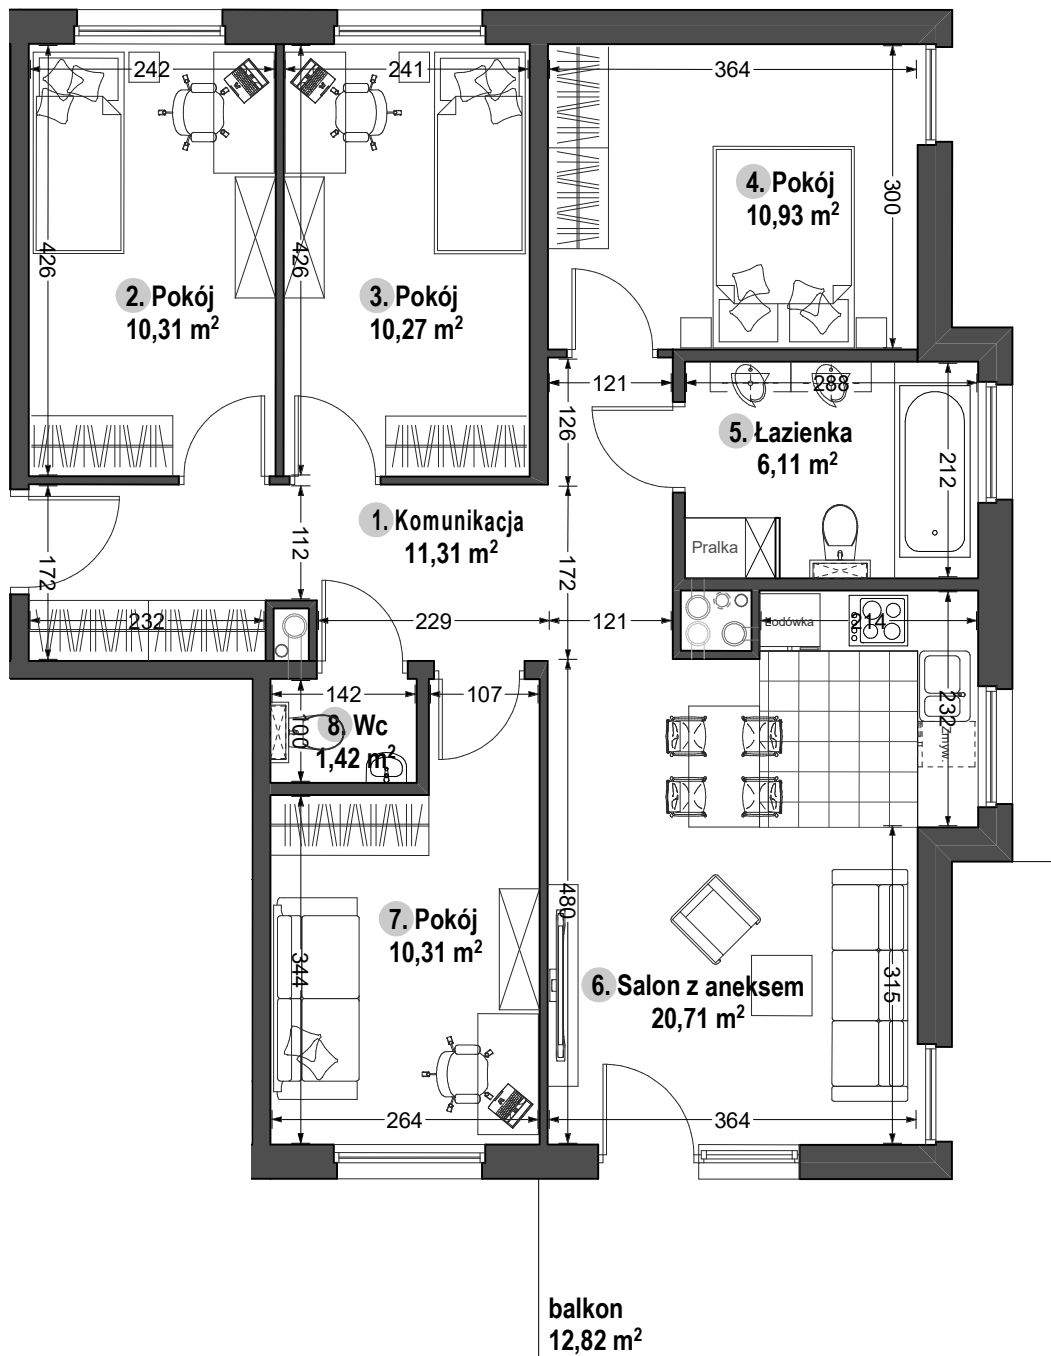 242
241
364
4. Pokój
10,93 m²
300
426
426
2. Pokój
10,31 m²
3. Pokój
10,27 m²
121
288
126
5. Łazienka
6,11 m²
212
1. Komunikacja
11,31 m²
Pralka
172
112
172
232
229
121
Lodówka
214
142
107
232
Zmyw.
100
8. Wc
1,42 m²
480
7. Pokój
10,31 m²
344
6. Salon z aneksem
20,71 m²
315
264
364
balkon
12,82 m²